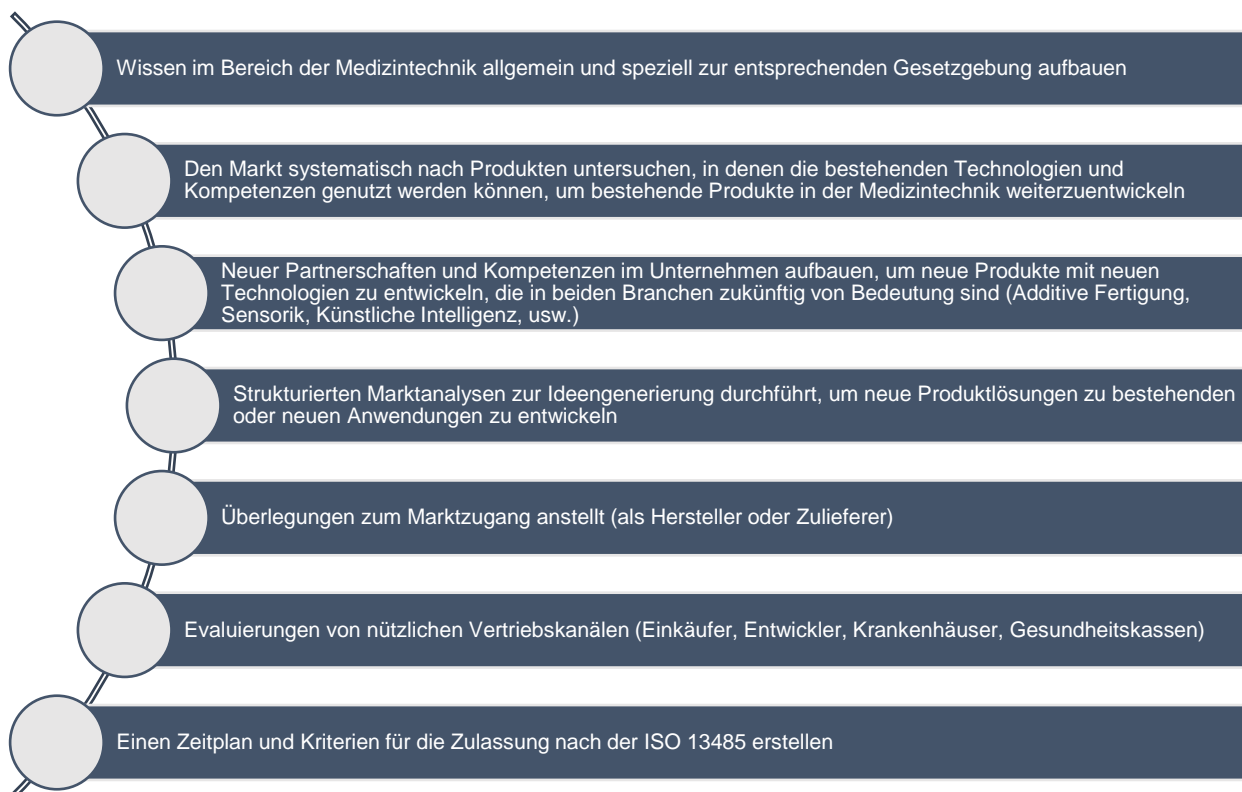 Wissen im Bereich der Medizintechnik allgemein und speziell zur entsprechenden Gesetzgebung aufbauen
Den Markt systematisch nach Produkten untersuchen, in denen die bestehenden Technologien und
Kompetenzen genutzt werden können, um bestehende Produkte in der Medizintechnik weiterzuentwickeln
Neuer Partnerschaften und Kompetenzen im Unternehmen aufbauen, um neue Produkte mit neuen
Technologien zu entwickeln, die in beiden Branchen zukünftig von Bedeutung sind (Additive Fertigung,
Sensorik, Künstliche Intelligenz, usw.)
Strukturierten Marktanalysen zur Ideengenerierung durchführt, um neue Produktlösungen zu bestehenden
oder neuen Anwendungen zu entwickeln
Überlegungen zum Marktzugang anstellt (als Hersteller oder Zulieferer)
Evaluierungen von nützlichen Vertriebskanälen (Einkäufer, Entwickler, Krankenhäuser, Gesundheitskassen)
Einen Zeitplan und Kriterien für die Zulassung nach der ISO 13485 erstellen